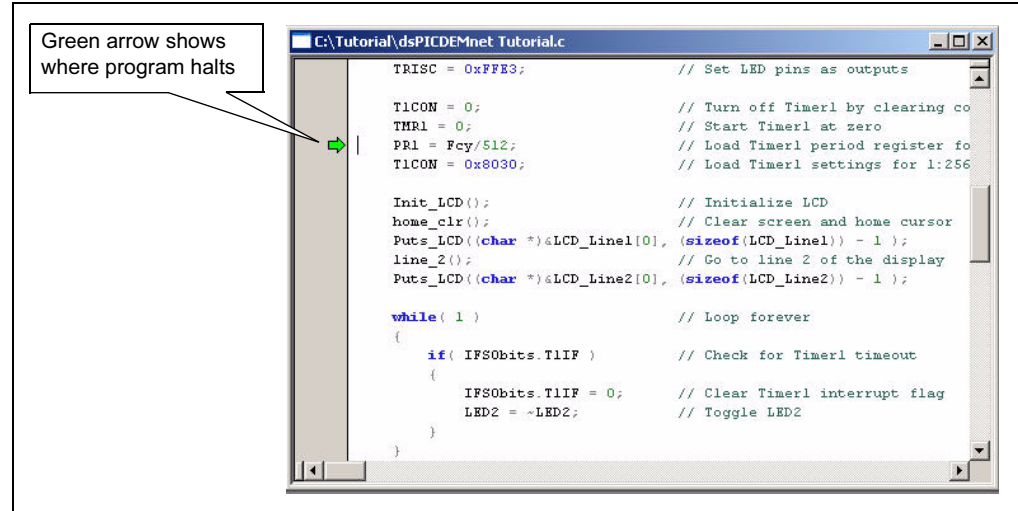 Green arrow shows
where program halts
C:\Tutorial\dsPICDEMnet Tutorial.c
TRISC = 0xFFE3; // Set LED pins as outputs
T1CON = 0; // Turn off Timer1 by clearing co
TMR1 = 0; // Start Timer1 at zero
PR1 = Fcy/512; // Load Timer1 period register fo
T1CON = 0x8030; // Load Timer1 settings for 1:256
Init_LCD(); // Initialize LCD
home_clr(); // Clear screen and home cursor
Puts_LCD((char *)&LCD_Line1[0], (sizeof(LCD_Line1)) - 1 );
line_2(); // Go to line 2 of the display
Puts_LCD((char *)&LCD_Line2[0], (sizeof(LCD_Line2)) - 1 );
while( 1 ) // Loop forever
{
if( IFS0bits.T1IF ) // Check for Timer1 timeout
{
IFS0bits.T1IF = 0; // Clear Timer1 interrupt flag
LED2 = ~LED2; // Toggle LED2
}
}